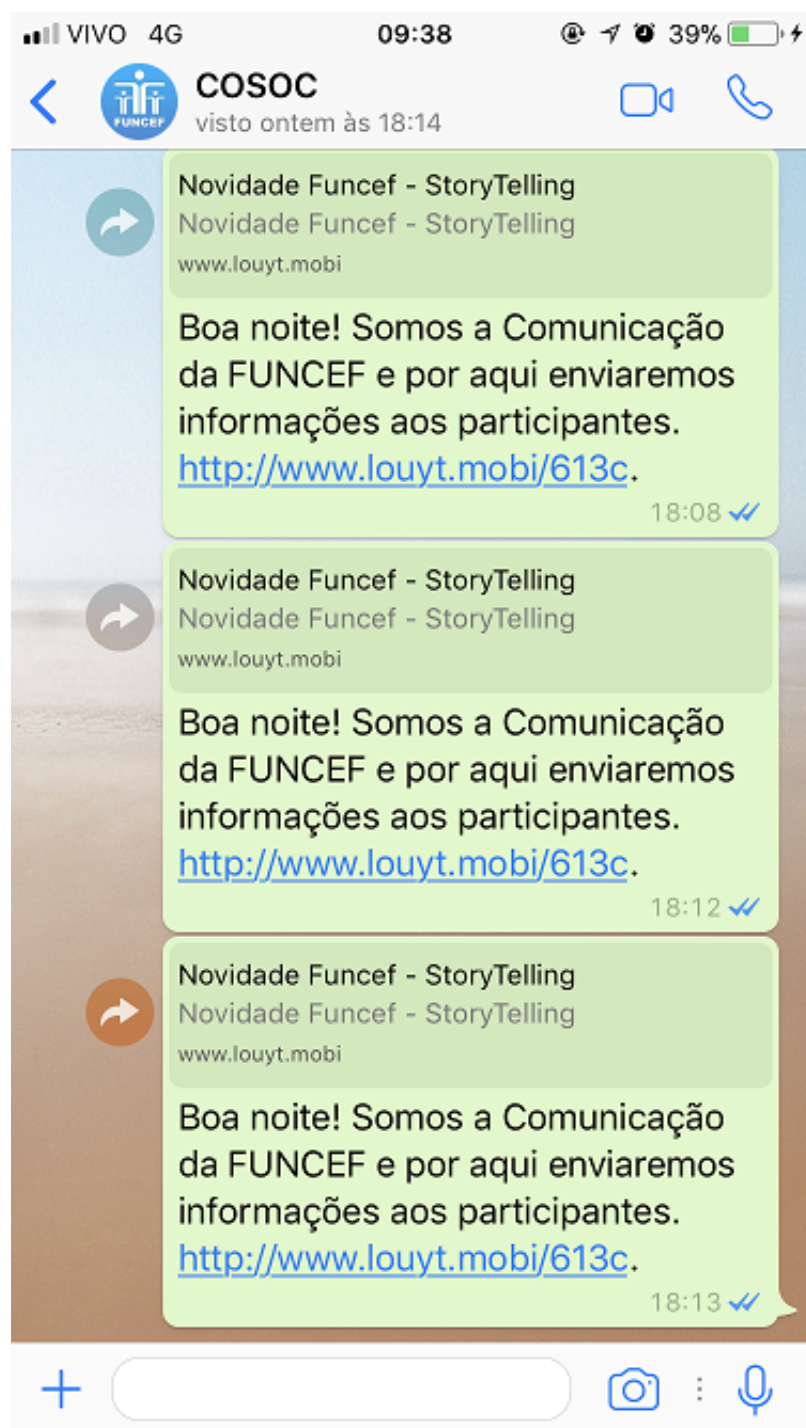 VIVO 4G 09:38 39%
COSOC
FUNCEF
visto ontem às 18:14
Novidade Funcef - StoryTelling
Novidade Funcef - StoryTelling
www.louyt.mobi
Boa noite! Somos a Comunicação
da FUNCEF e por aqui enviaremos
informações aos participantes.
http://www.louyt.mobi/613c.
18:08
Novidade Funcef - StoryTelling
Novidade Funcef - StoryTelling
www.louyt.mobi
Boa noite! Somos a Comunicação
da FUNCEF e por aqui enviaremos
informações aos participantes.
http://www.louyt.mobi/613c.
18:12
Novidade Funcef - StoryTelling
Novidade Funcef - StoryTelling
www.louyt.mobi
Boa noite! Somos a Comunicação
da FUNCEF e por aqui enviaremos
informações aos participantes.
http://www.louyt.mobi/613c.
18:13